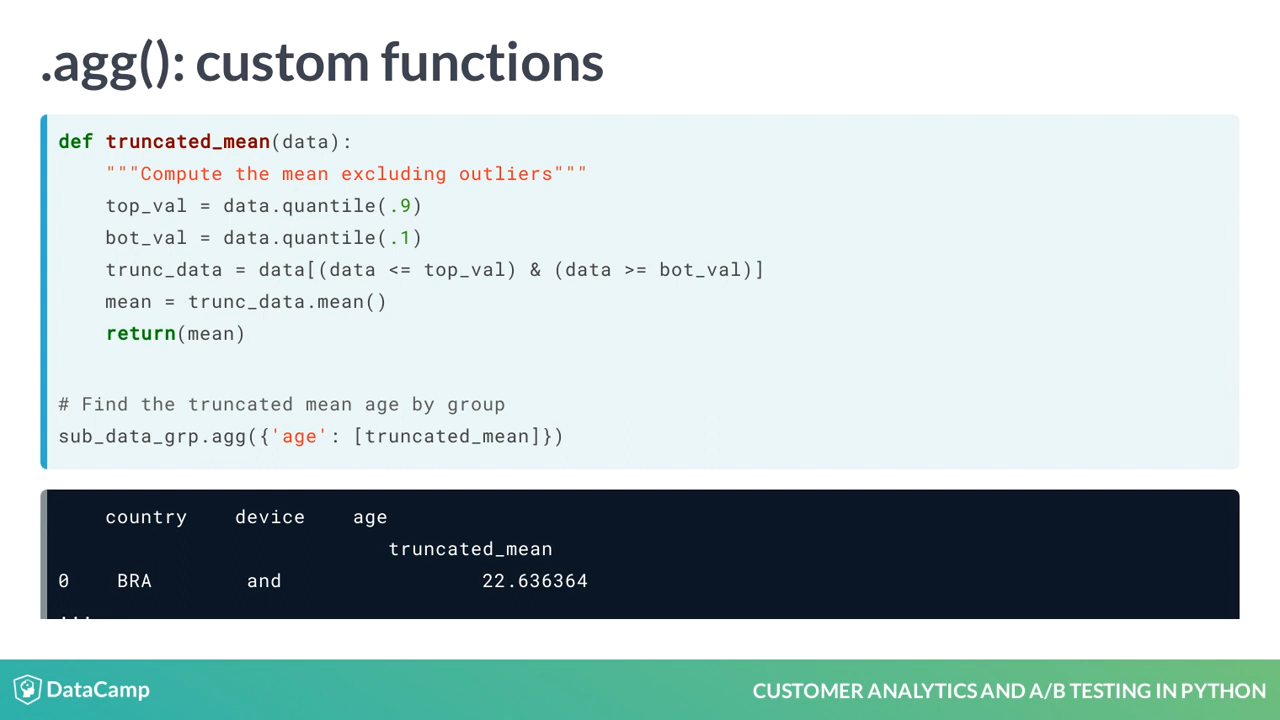 .agg(): custom functions
def truncated_mean(data):
    """Compute the mean excluding outliers"""
    top_val = data.quantile(.9)
    bot_val = data.quantile(.1)
    trunc_data = data[(data <= top_val) & (data >= bot_val)]
    mean = trunc_data.mean()
    return(mean)
# Find the truncated mean age by group
sub_data_grp.agg({'age': [truncated_mean]})
    country    device    age
                            truncated_mean
0    BRA        and                 22.636364
...
DataCamp
CUSTOMER ANALYTICS AND A/B TESTING IN PYTHON